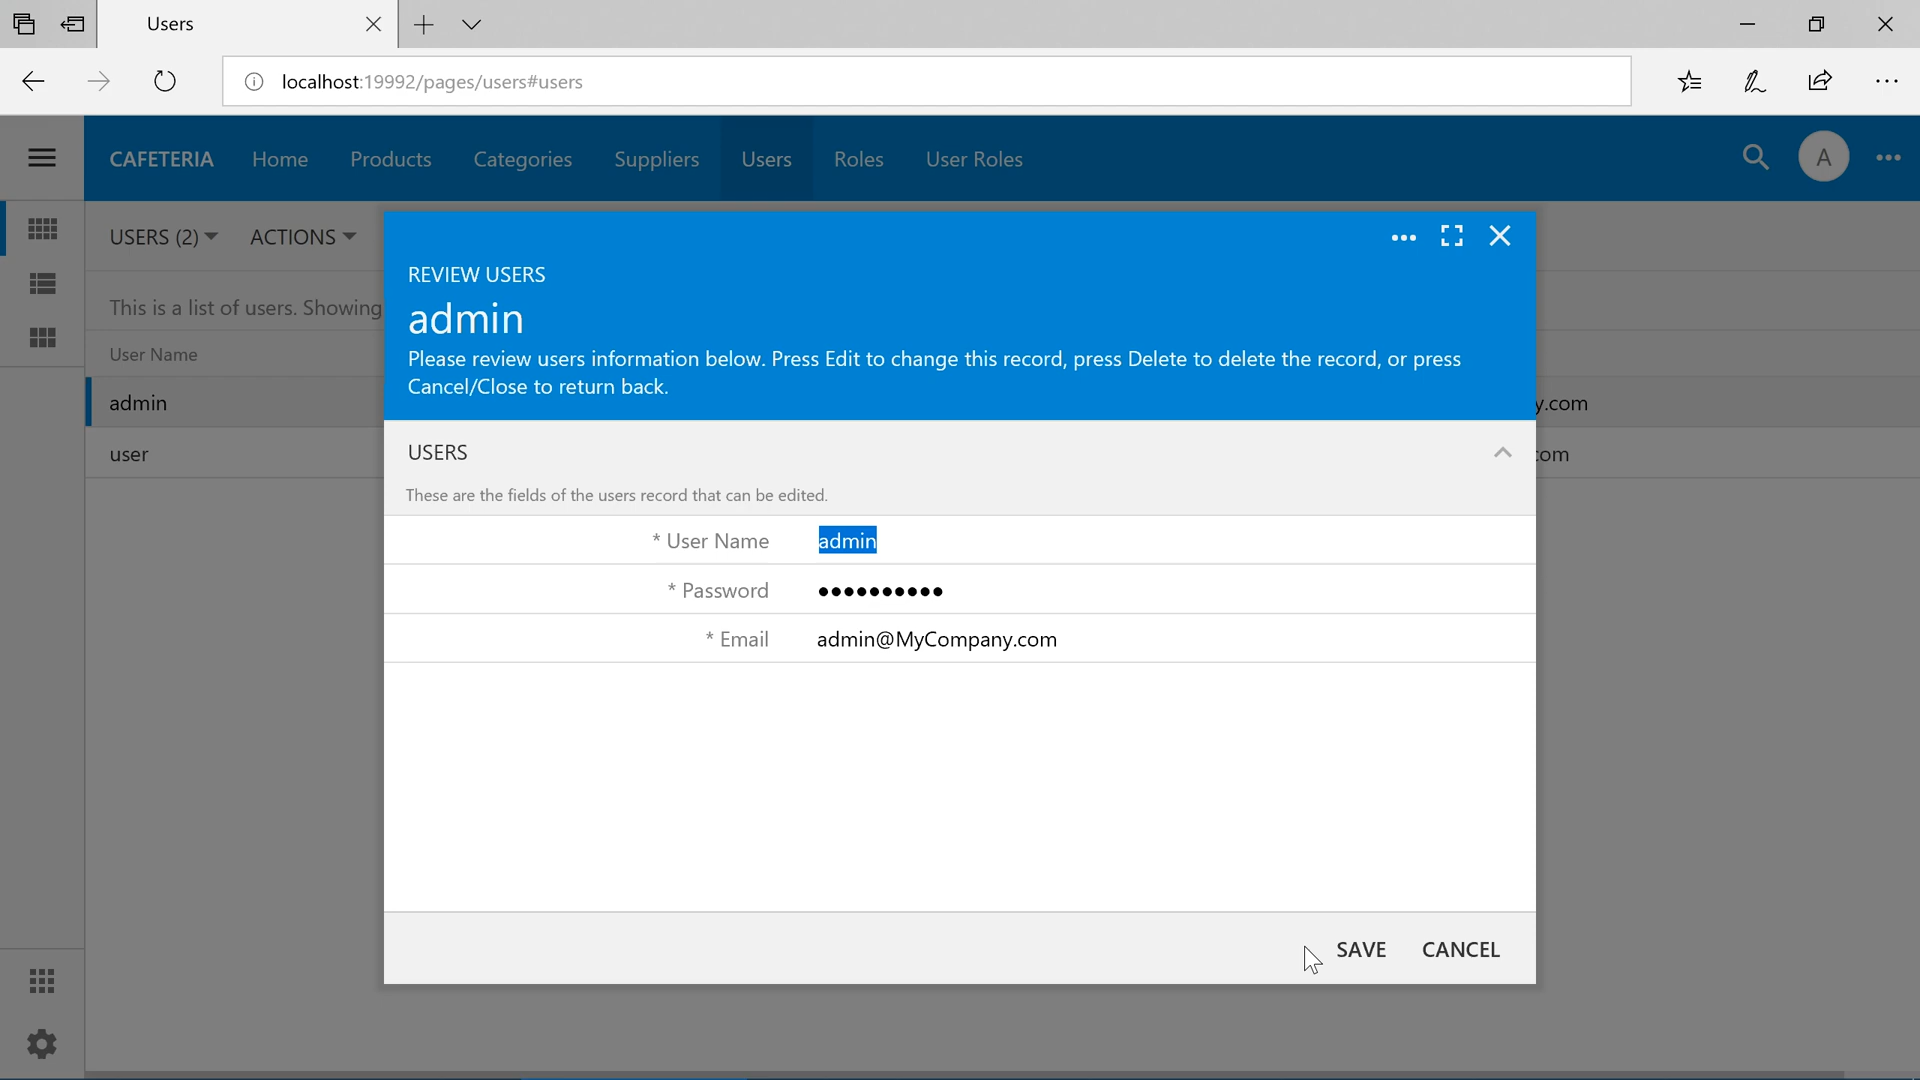 Users
localhost:19992/pages/users#users
CAFETERIA Home Products Categories Suppliers Users Roles User Roles
A
USERS (2) ACTIONS
This is a list of users. Showing
User Name
admin
user
y.com
com
REVIEW USERS
admin
Please review users information below. Press Edit to change this record, press Delete to delete the record, or press
Cancel/Close to return back.
USERS
These are the fields of the users record that can be edited.
* User Name admin
* Password ••••••••••
* Email admin@MyCompany.com
SAVE CANCEL